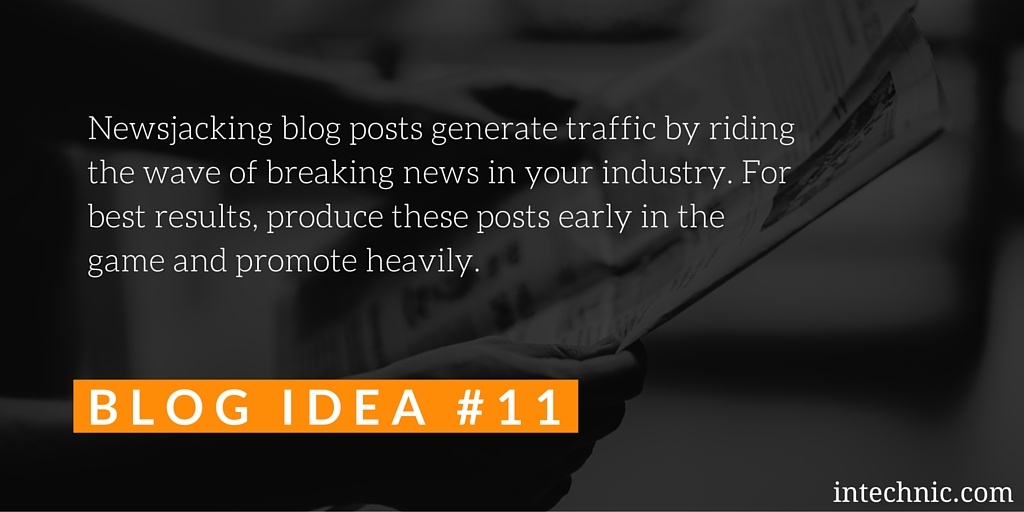 Newsjacking blog posts generate traffic by riding
the wave of breaking news in your industry. For
best results, produce these posts early in the
game and promote heavily.
BLOG IDEA #11
intechnic.com